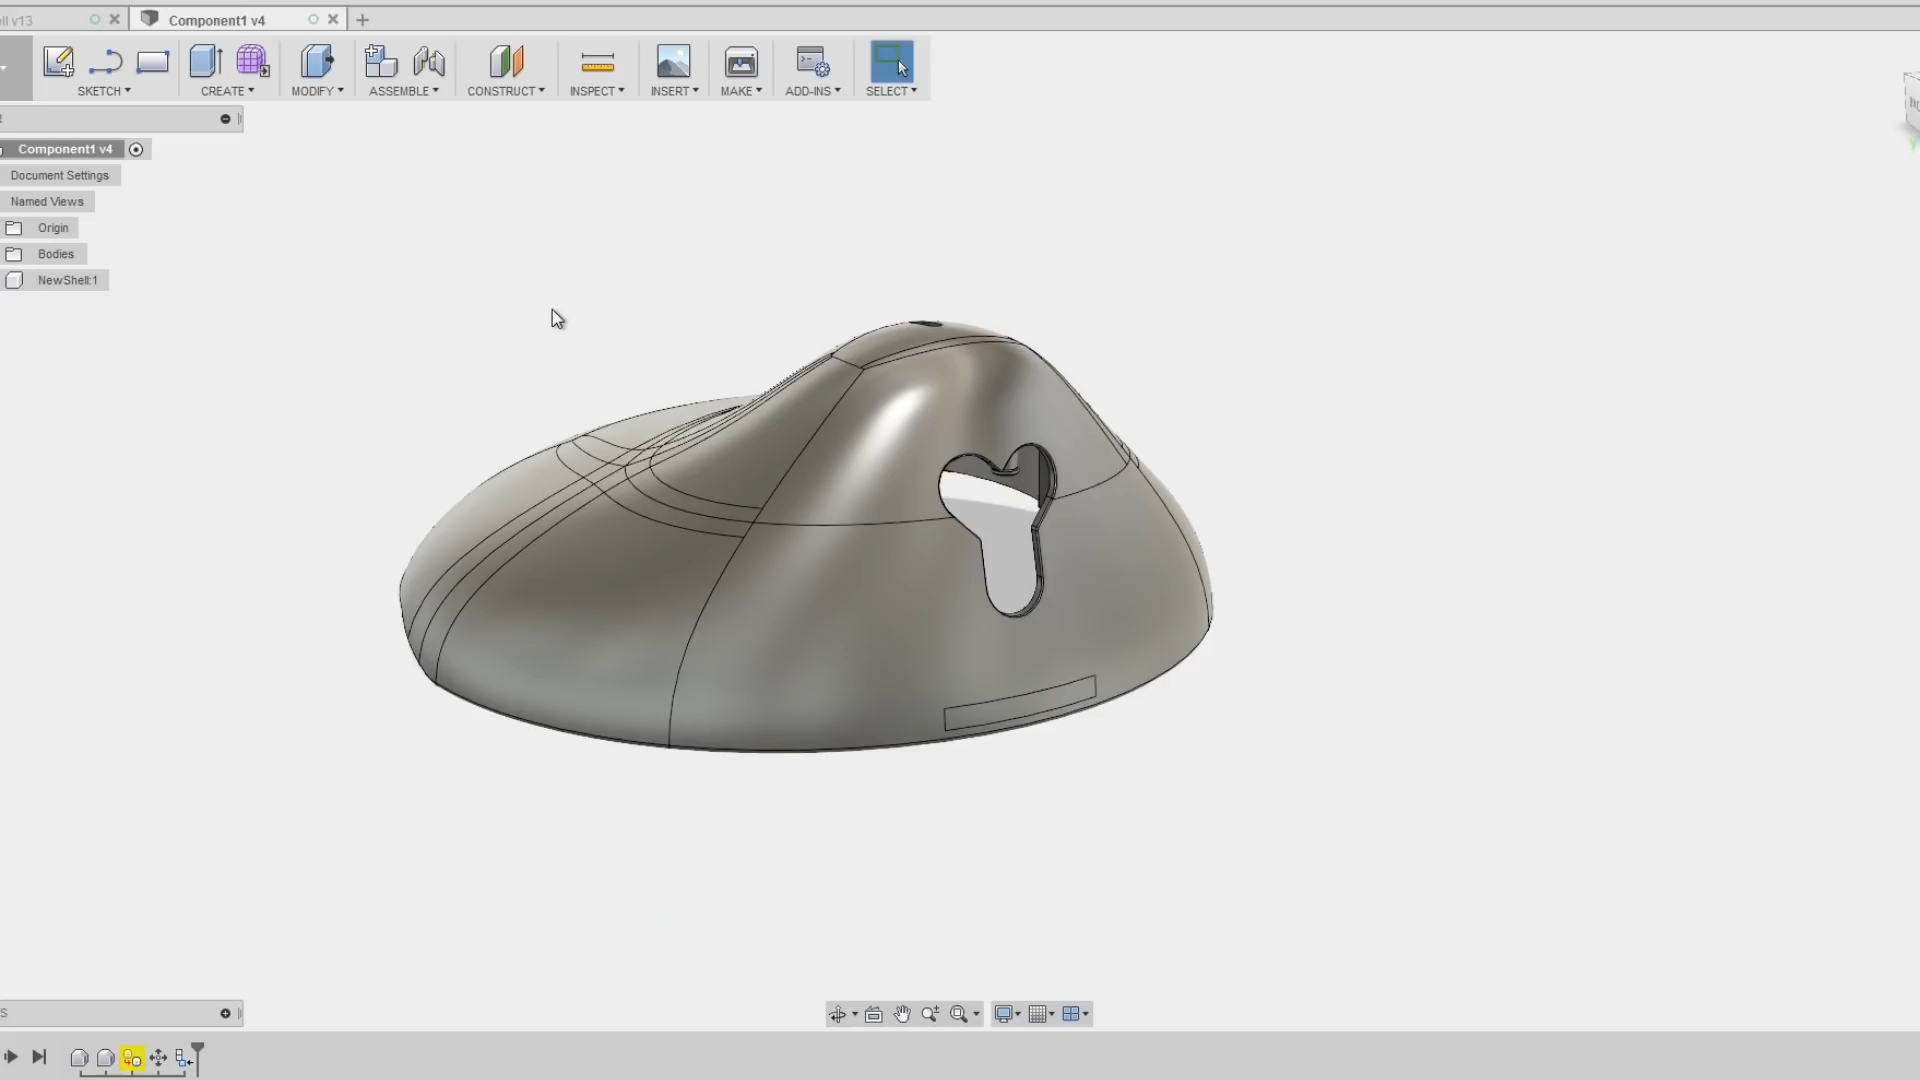 ll v13
Component1 v4
SKETCH
CREATE
MODIFY
ASSEMBLE
CONSTRUCT
INSPECT
INSERT
MAKE
ADD-INS
SELECT
Component1 v4
Document Settings
Named Views
Origin
Bodies
NewShell:1
S